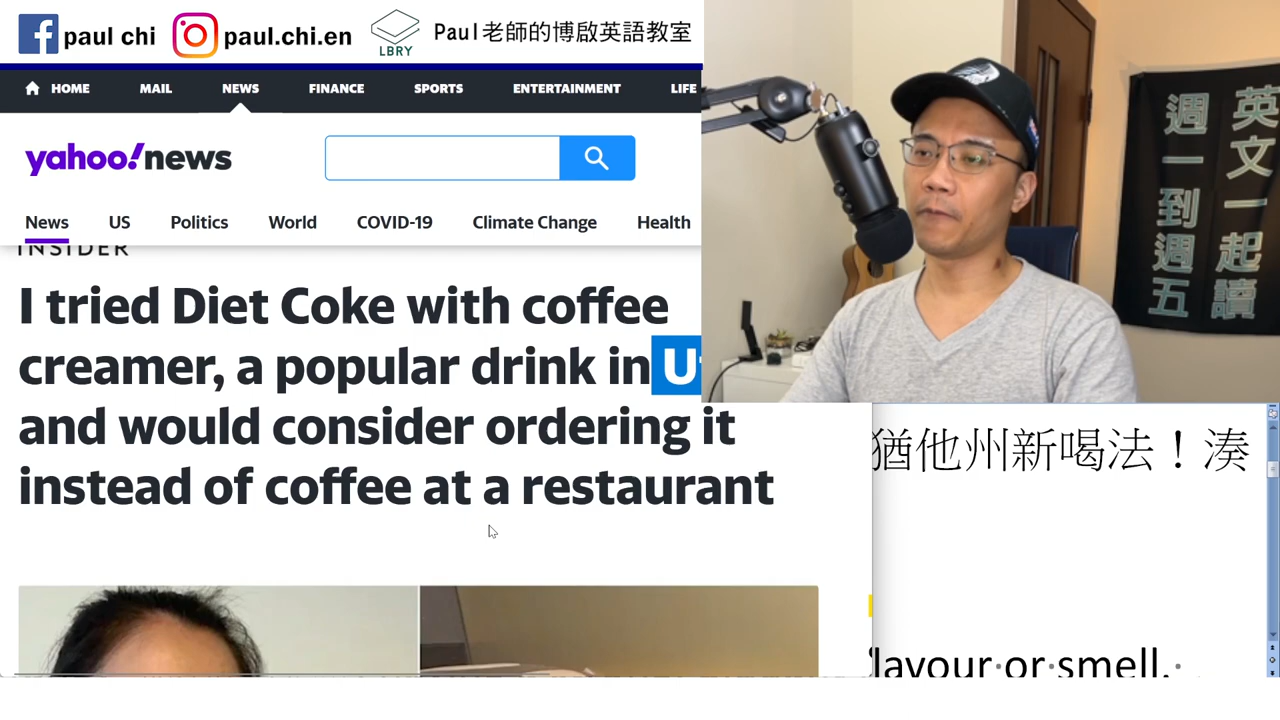 paul chi
paul.chi.en
LBRY
Paul老師的博啟英語教室
HOME MAIL NEWS FINANCE SPORTS ENTERTAINMENT LIFE
yahoo!news
News US Politics World COVID-19 Climate Change Health
INSIDER
I tried Diet Coke with coffee
creamer, a popular drink in U
and would consider ordering it
instead of coffee at a restaurant
英文一起讀
週一到週五
猶他州新喝法！湊
lavour or smell.